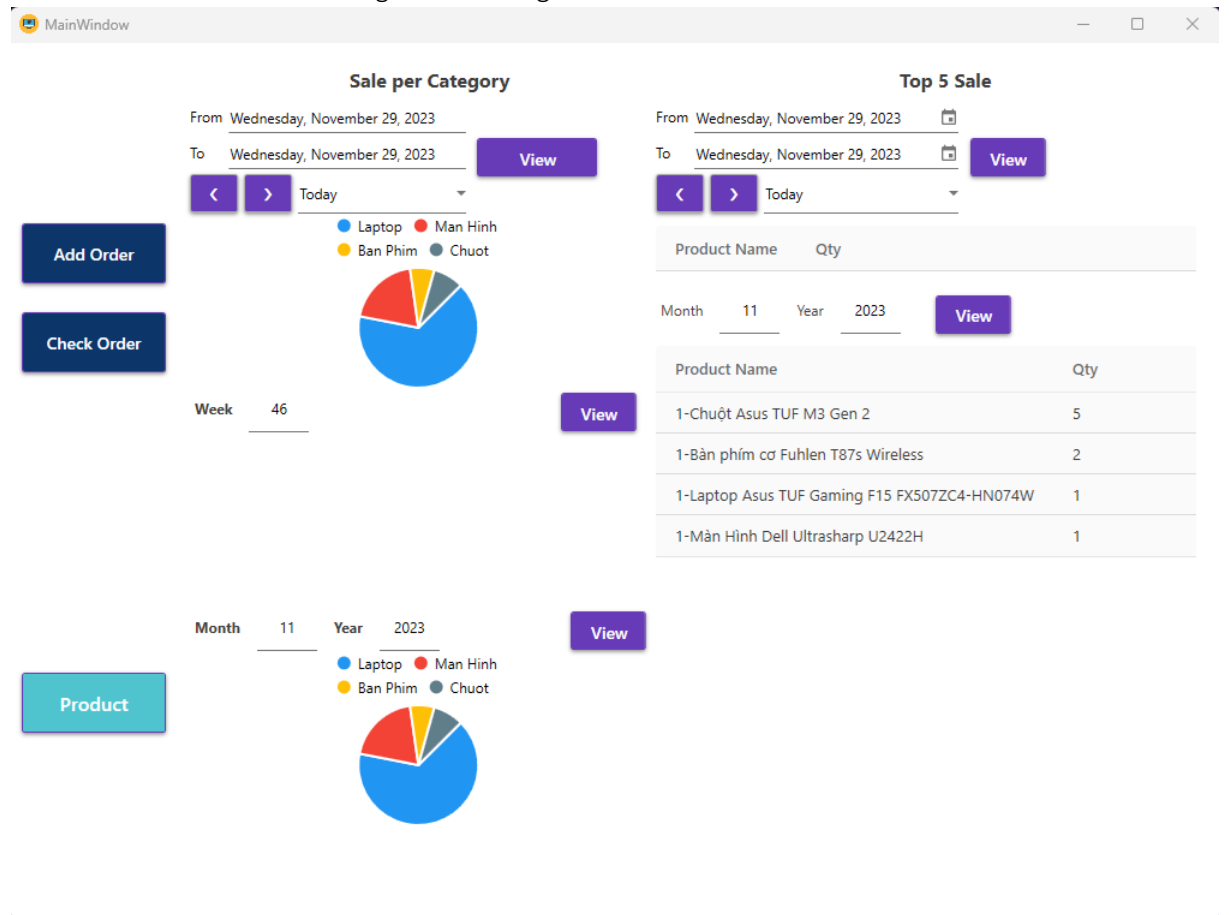 MainWindow
Sale per Category
From Wednesday, November 29, 2023
To Wednesday, November 29, 2023 View
Today
Laptop Man Hinh
Ban Phim Chuot
Top 5 Sale
From Wednesday, November 29, 2023
To Wednesday, November 29, 2023 View
Today
Product Name Qty
Add Order
Check Order
Month 11 Year 2023 View
Product Name Qty
1-Chuột Asus TUF M3 Gen 2 5
1-Bàn phím cơ Fuhlen T87s Wireless 2
1-Laptop Asus TUF Gaming F15 FX507ZC4-HN074W 1
1-Màn Hình Dell Ultrasharp U2422H 1
Week 46 View
Month 11 Year 2023 View
Laptop Man Hinh
Ban Phim Chuot
Product